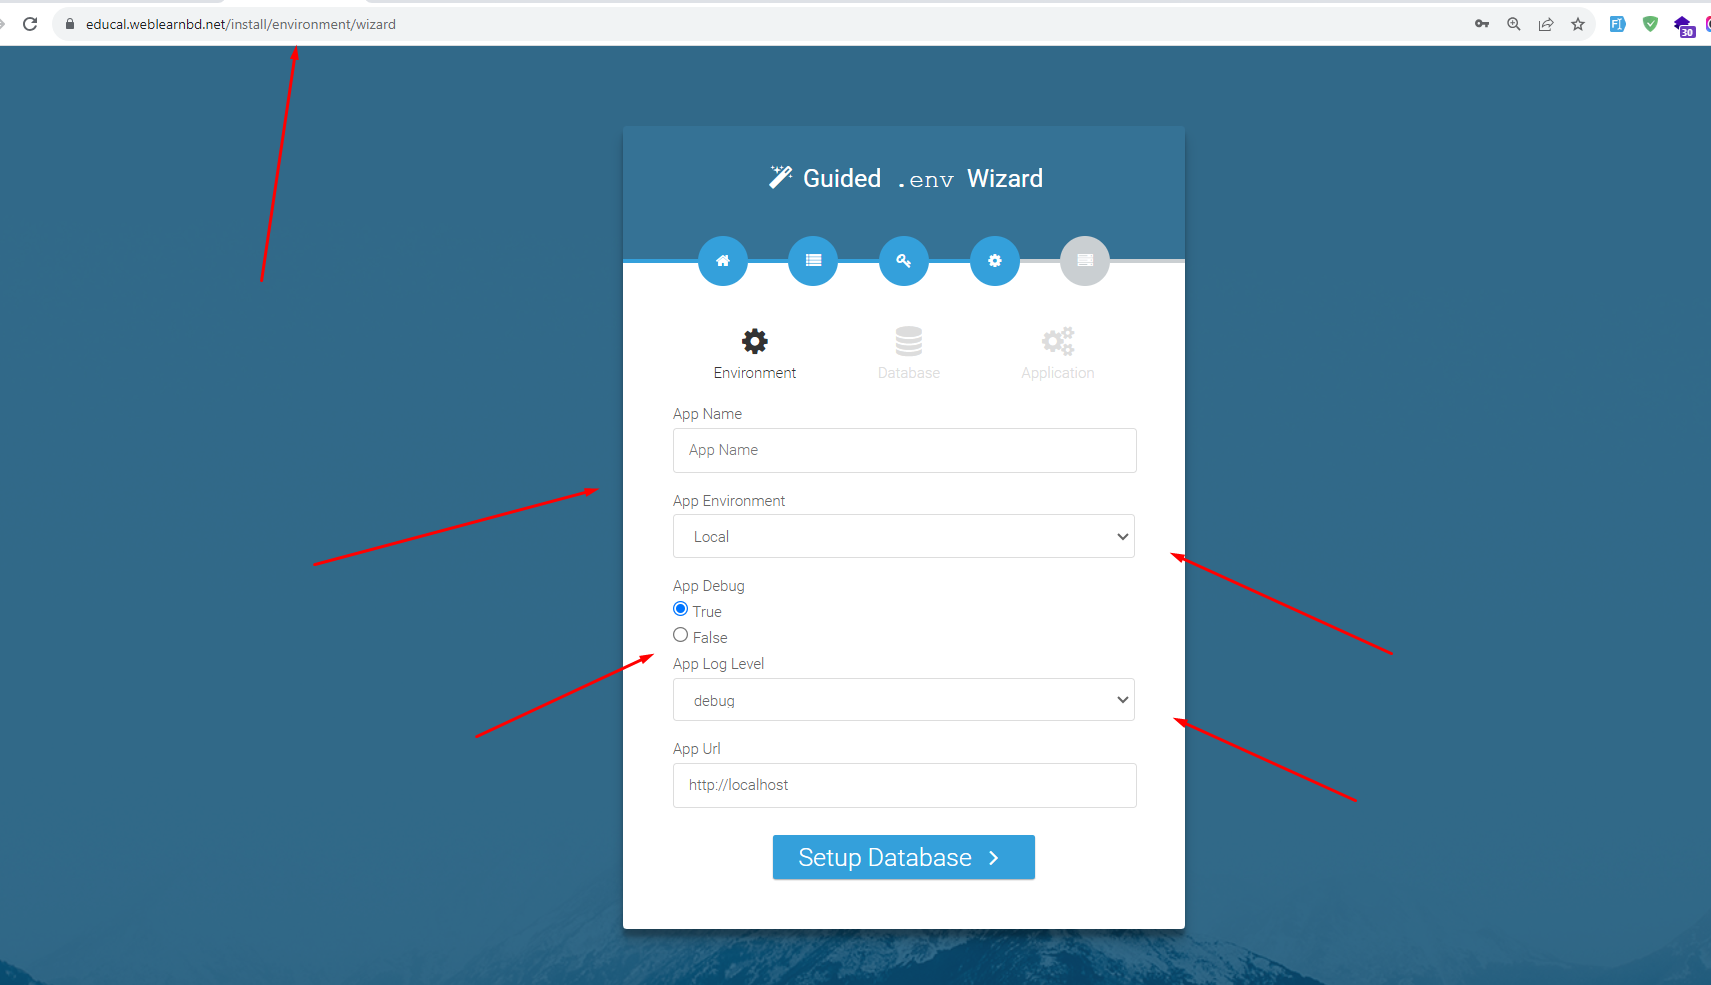 educal.weblearnbd.net/install/environment/wizard
30
Guided .env Wizard
Environment
Database
Application
App Name
App Name
App Environment
Local
App Debug
True
False
App Log Level
debug
App Url
http://localhost
Setup Database